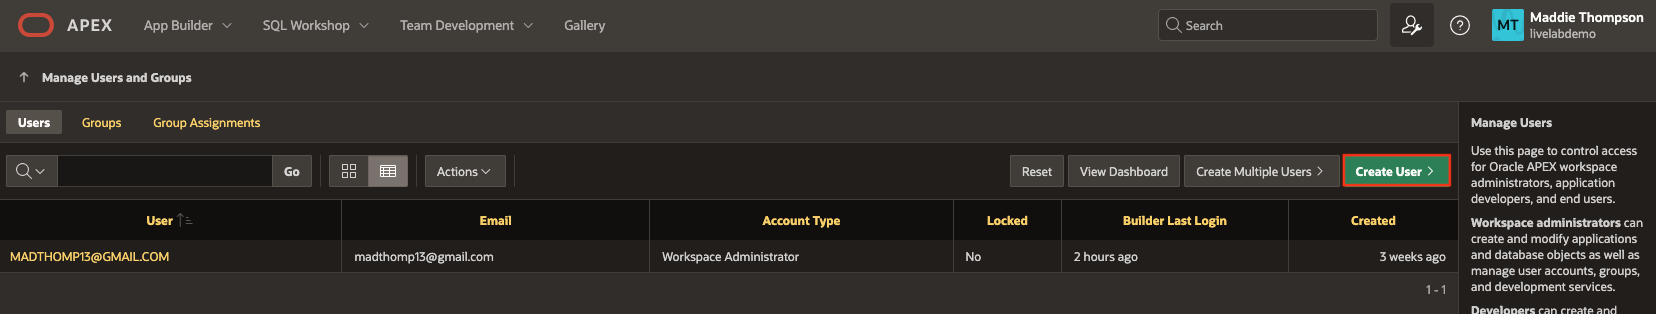 APEX App Builder SQL Workshop Team Development Gallery Search MT Maddie Thompson
livelabdemo
Manage Users and Groups
Users Groups Group Assignments
Go Actions Reset View Dashboard Create Multiple Users Create User
User Email Account Type Locked Builder Last Login Created
MADTHOMP13@GMAIL.COM madthomp13@gmail.com Workspace Administrator No 2 hours ago 3 weeks ago
1 - 1
Manage Users
Use this page to control access
for Oracle APEX workspace
administrators, application
developers, and end users.
Workspace administrators can
create and modify applications
and database objects as well as
manage user accounts, groups,
and development services.
Developers can create and